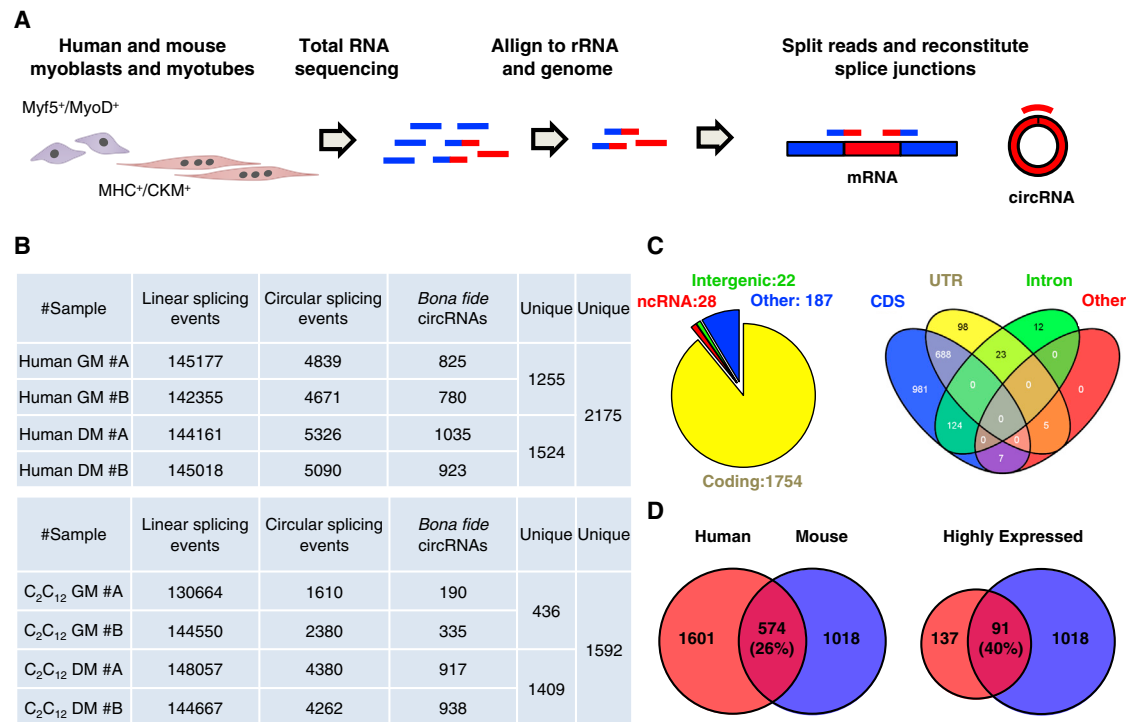 A
Human and mouse
myoblasts and myotubes
Total RNA
sequencing
Allign to rRNA
and genome
Split reads and reconstitute
splice junctions
Myf5+/MyoD+
MHC+/CKM+
mRNA
circRNA
B
#Sample
Linear splicing
events
Circular splicing
events
Bona fide
circRNAs
Unique
Unique
Human GM #A
145177
4839
825
Human GM #B
142355
4671
780
1255
Human DM #A
144161
5326
1035
Human DM #B
145018
5090
923
1524
2175
#Sample
Linear splicing
events
Circular splicing
events
Bona fide
circRNAs
Unique
Unique
C2C12 GM #A
130664
1610
190
C2C12 GM #B
144550
2380
335
436
C2C12 DM #A
148057
4380
917
C2C12 DM #B
144667
4262
938
1409
1592
C
Intergenic:22
ncRNA:28
Other: 187
Coding:1754
CDS
UTR
Intron
Other
98
12
688
23
0
981
0
0
0
124
0
5
0
0
7
D
Human
Mouse
1601
574
(26%)
1018
Highly Expressed
137
91
(40%)
1018